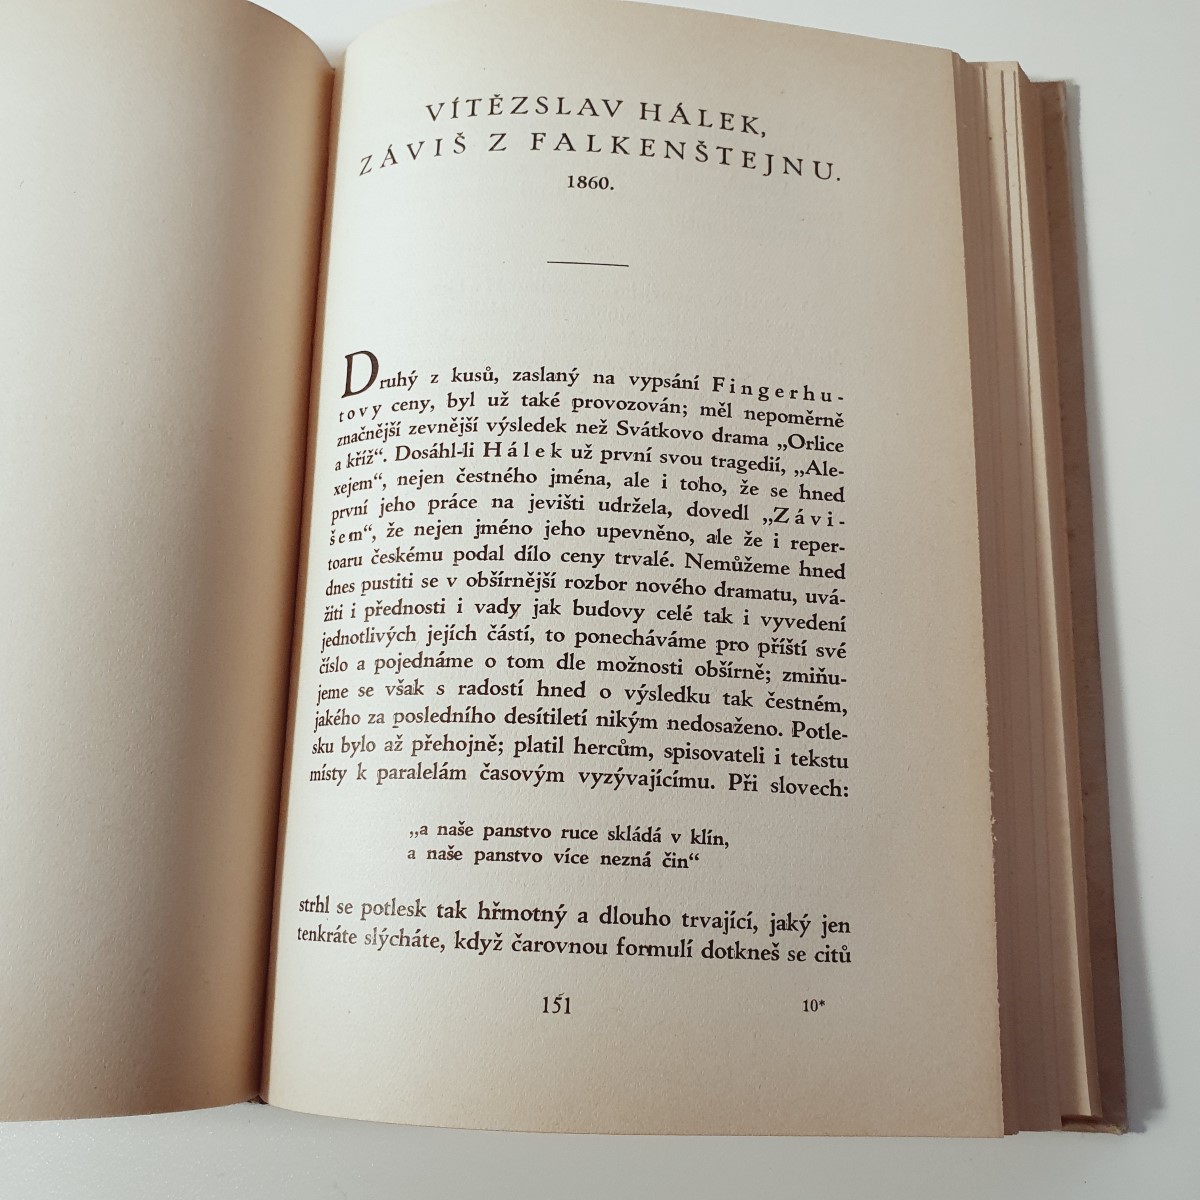 VÍTĚZSLAV HÁLEK,
ZÁVIŠ Z FALKENŠTEJNU.
1860.
Druhý z kusů, zaslaný na vypsání Fingerhu-
tovy ceny, byl už také provozován; měl nepoměrně
značnější zevnější výsledek než Svátkovo drama „Orlice
a kříž“. Dosáhl-li Hálek už první svou tragedií, „Ale-
xejem“, nejen čestného jména, ale i toho, že se hned
první jeho práce na jevišti udržela, dovedl „Závi-
šem“, že nejen jméno jeho upevněno, ale že i reper-
toaru českému podal dílo ceny trvalé. Nemůžeme hned
dnes pustiti se v obšírnější rozbor nového dramatu, uvá-
žiti i přednosti i vady jak budovy celé tak i vyvedení
jednotlivých jejích částí, to ponecháváme pro příští své
číslo a pojednáme o tom dle možnosti obšírně; zmiňu-
jeme se však s radostí hned o výsledku tak čestném,
jakého za posledního desítiletí nikým nedosaženo. Potle-
sku bylo až přehojně; platil hercům, spisovateli i tekstu
místy k paralelám časovým vyzývajícímu. Při slovech:
„a naše panstvo ruce skládá v klín,
a naše panstvo více nezná čin“
strhl se potlesk tak hřmotný a dlouho trvající, jaký jen
tenkráte slýcháte, když čarovnou formulí dotkneš se citů
151
10*